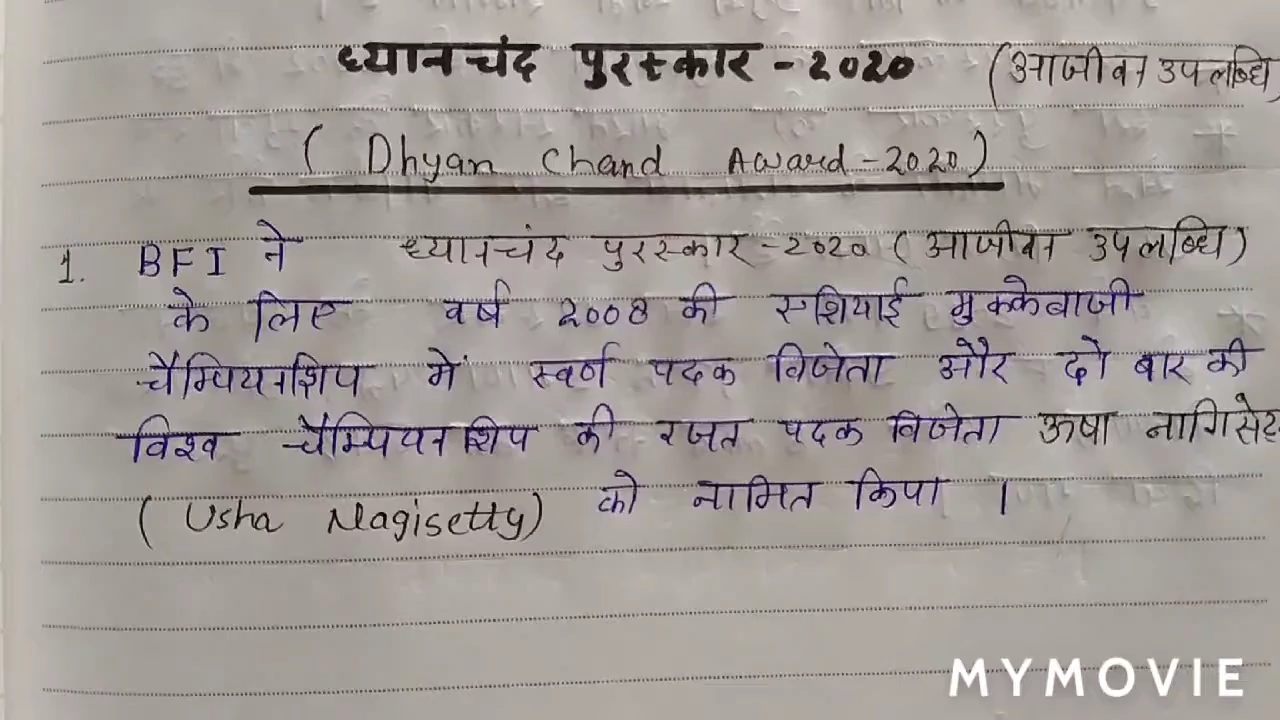 ध्यानचंद पुरस्कार - 2020 (आजीवन उपलब्धि)
( Dhyan Chand Award - 2020 )
1. BFI ने ध्यानचंद पुरस्कार - 2020 ( आजीवन उपलब्धि )
के लिए वर्ष 2008 की एशियाई मुक्केबाजी
चैम्पियनशिप में स्वर्ण पदक विजेता और दो बार की
विश्व चैम्पियनशिप की रजत पदक विजेता ऊषा
( Usha Nagisetty) को नामित किया ।
MYMOVIE